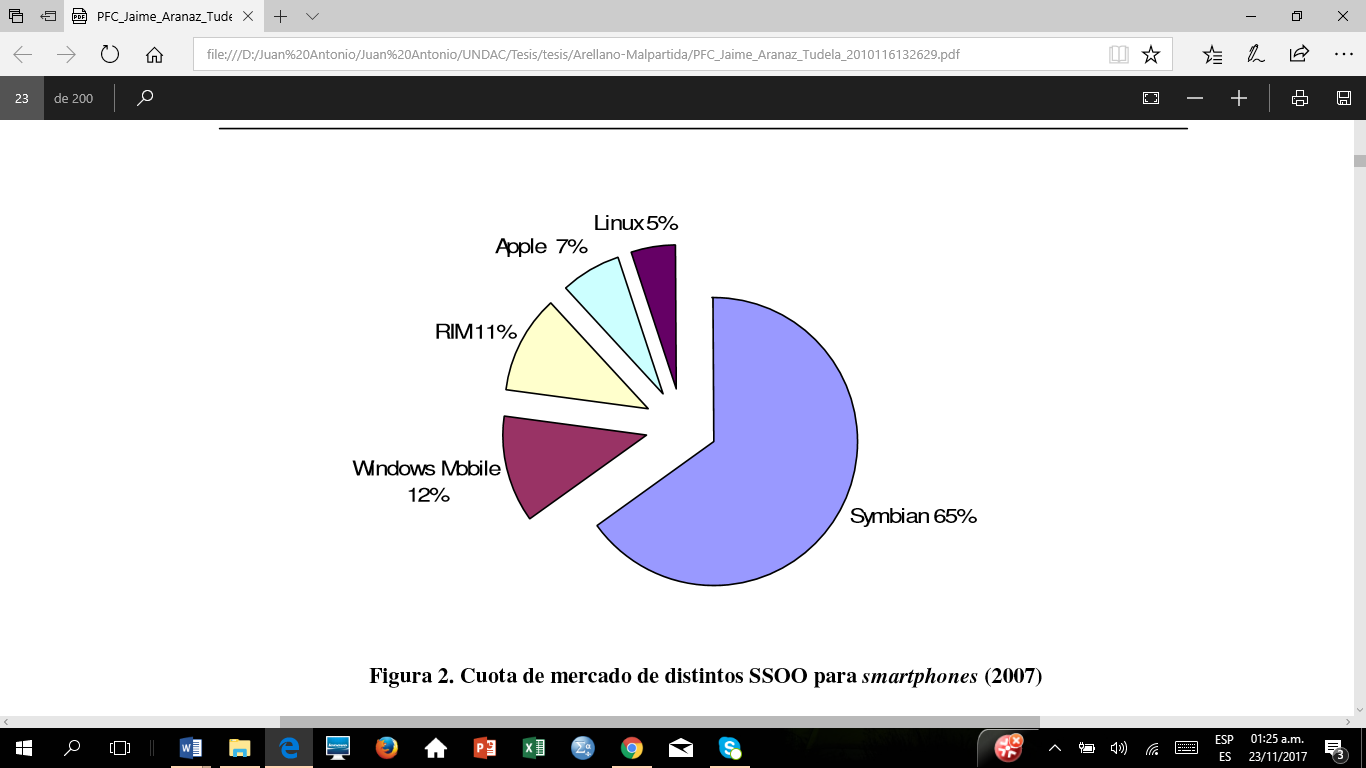 PFC_Jaime_Aranaz_Tude
file:///D:/Juan%20Antonio/Juan%20Antonio/UNDAC/Tesis/tesis/Arellano-Malpartida/PFC_Jaime_Aranaz_Tudela_2010116132629.pdf
23 de 200
Linux 5%
Apple 7%
RIM 11%
Windows Mobile
12%
Symbian 65%
Figura 2. Cuota de mercado de distintos SSOO para smartphones (2007)
ESP 01:25 a.m.
ES 23/11/2017 3